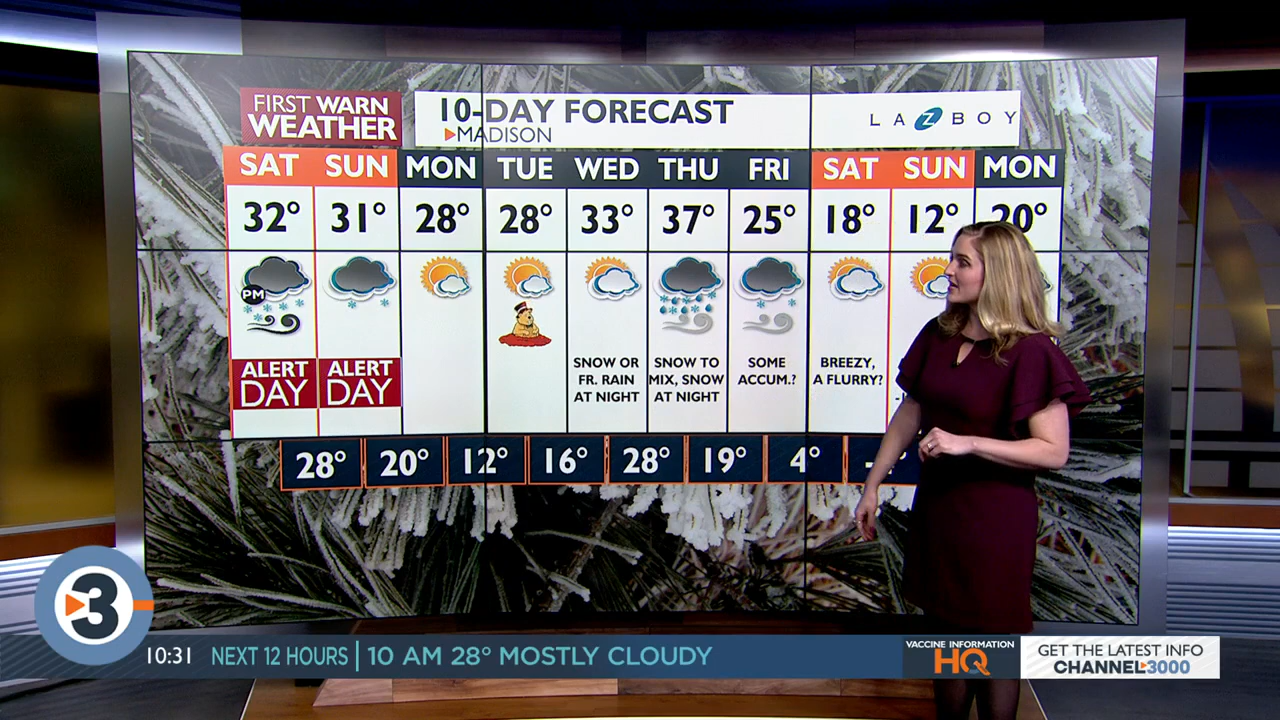 FIRST WARN
WEATHER
10-DAY FORECAST
MADISON
LA Z BOY
SAT SUN MON TUE WED THU FRI SAT SUN MON
32° 31° 28° 28° 33° 37° 25° 18° 12° 20°
PM
ALERT
DAY
ALERT
DAY
SNOW OR
FR. RAIN
AT NIGHT
SNOW TO
MIX, SNOW
AT NIGHT
SOME
ACCUM.?
BREEZY,
A FLURRY?
28° 20° 12° 16° 28° 19° 4°
3
10:31 NEXT 12 HOURS 10 AM 28° MOSTLY CLOUDY
VACCINE INFORMATION
HQ
GET THE LATEST INFO
CHANNEL3000